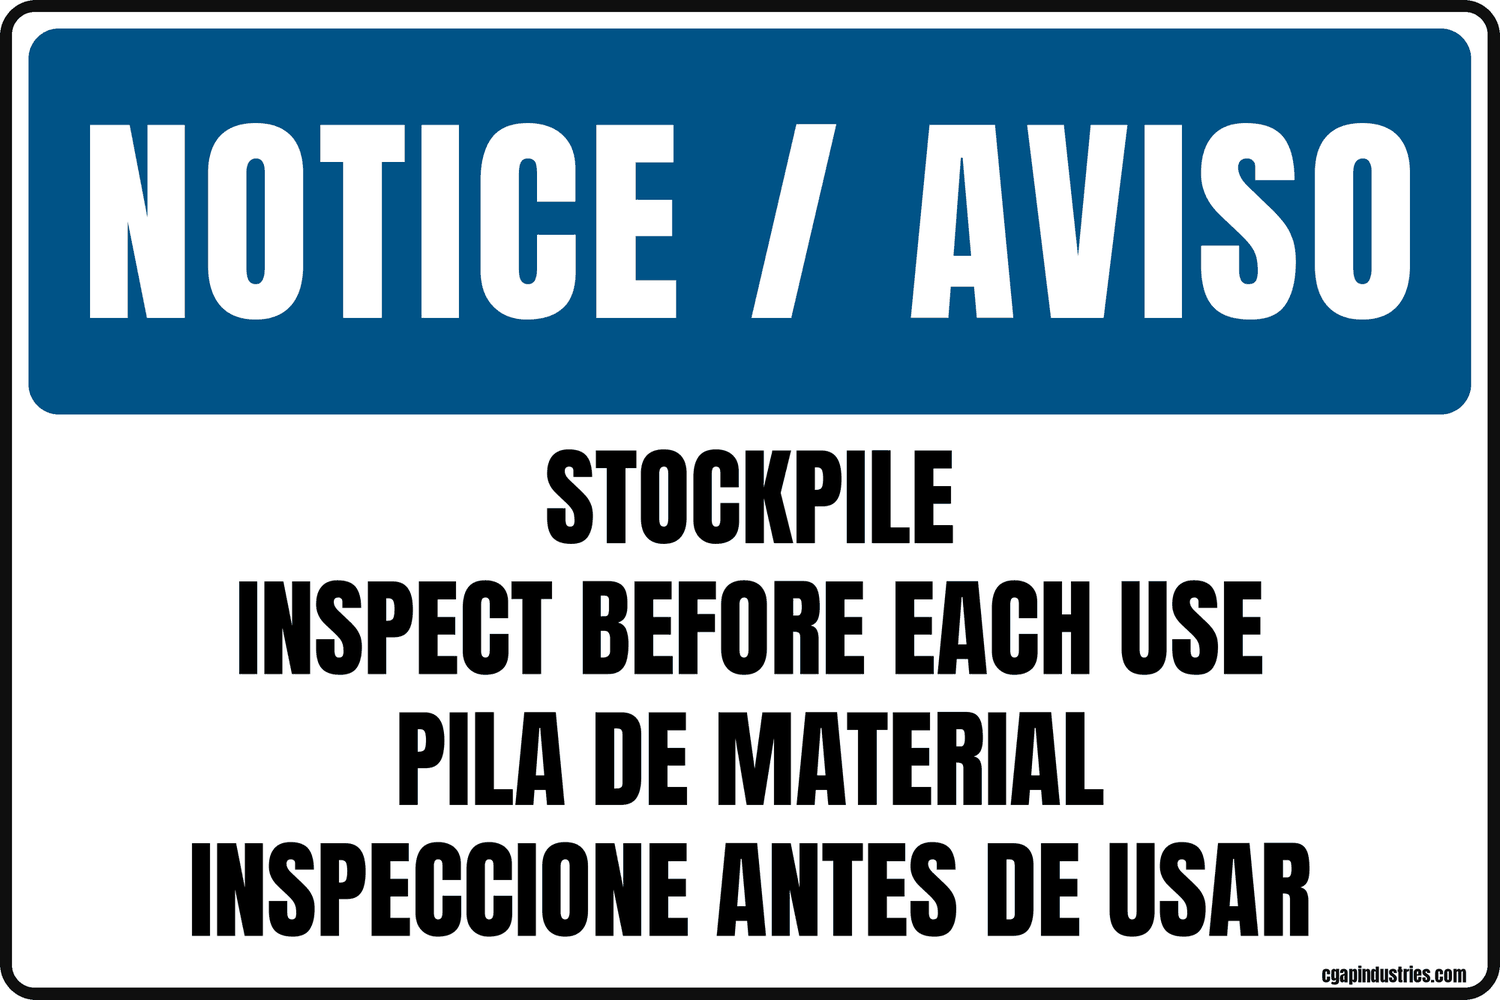 NOTICE / AVISO
STOCKPILE
INSPECT BEFORE EACH USE
PILA DE MATERIAL
INSPECCIONE ANTES DE USAR
cgapindustries.com